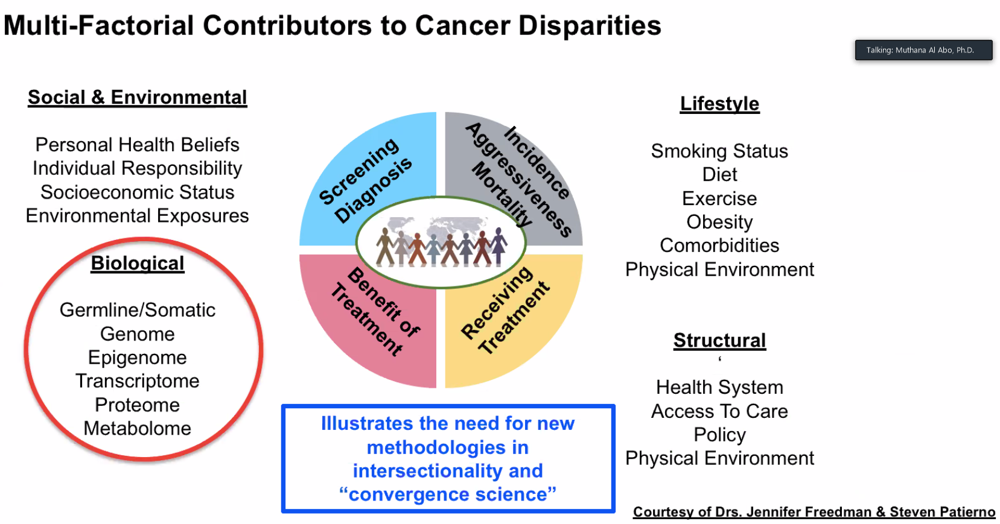 Multi-Factorial Contributors to Cancer Disparities
Talking: Muthana Al Abo, Ph.D.
Social & Environmental
Personal Health Beliefs
Individual Responsibility
Socioeconomic Status
Environmental Exposures
Biological
Germline/Somatic
Genome
Epigenome
Transcriptome
Proteome
Metabolome
Screening
Diagnosis
Incidence
Aggressiveness
Mortality
Benefit of
Treatment
Receiving
Treatment
Illustrates the need for new
methodologies in
intersectionality and
“convergence science”
Lifestyle
Smoking Status
Diet
Exercise
Obesity
Comorbidities
Physical Environment
Structural
‘
Health System
Access To Care
Policy
Physical Environment
Courtesy of Drs. Jennifer Freedman & Steven Patierno